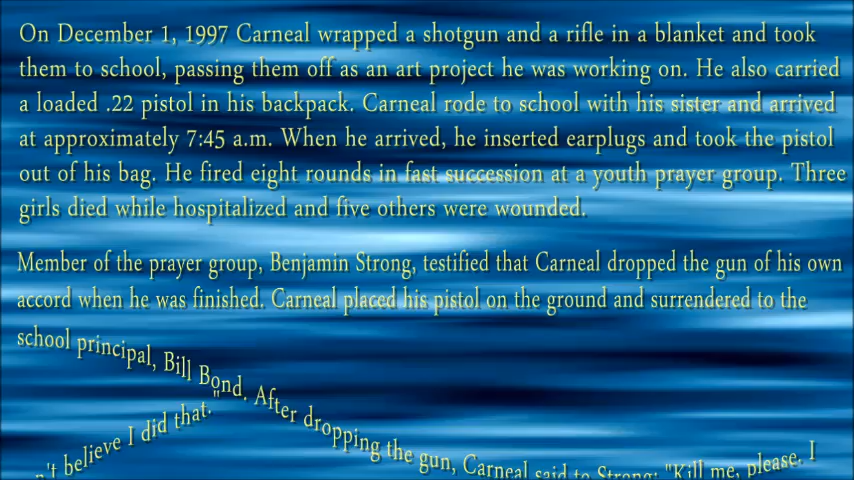 On December 1, 1997 Carneal wrapped a shotgun and a rifle in a blanket and took
them to school, passing them off as an art project he was working on. He also carried
a loaded .22 pistol in his backpack. Carneal rode to school with his sister and arrived
at approximately 7:45 a.m. When he arrived, he inserted earplugs and took the pistol
out of his bag. He fired eight rounds in fast succession at a youth prayer group. Three
girls died while hospitalized and five others were wounded.
Member of the prayer group, Benjamin Strong, testified that Carneal dropped the gun of his own
accord when he was finished. Carneal placed his pistol on the ground and surrendered to the
school principal, Bill Bond. After dropping the gun, Carneal said to Strong: "Kill me, please. I
n't believe I did that."